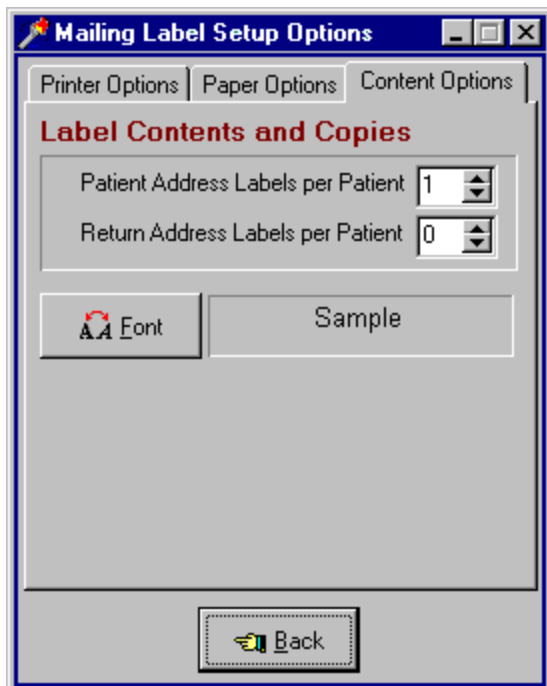 Mailing Label Setup Options
Printer Options Paper Options Content Options
Label Contents and Copies
Patient Address Labels per Patient 1
Return Address Labels per Patient 0
AA Font Sample
Back